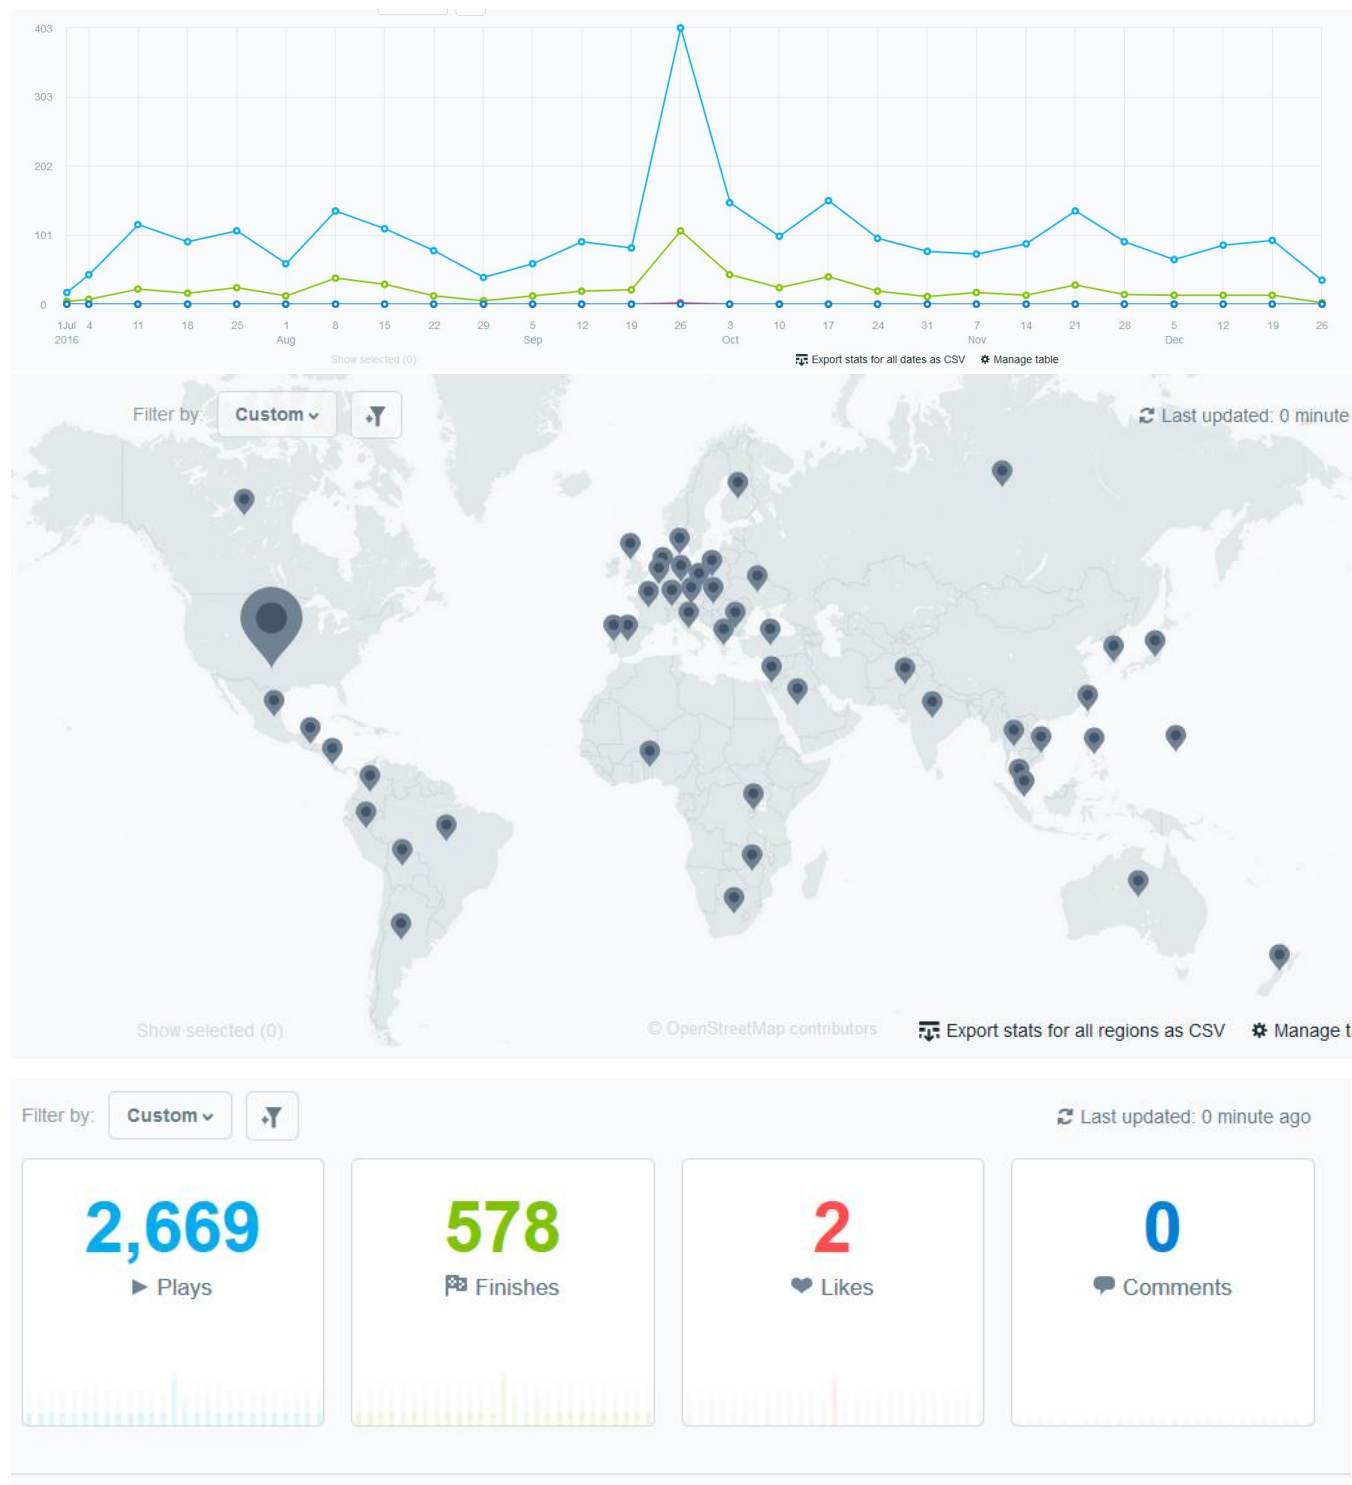 403
303
202
101
0
1Jul 4 11 18 25 1 8 15 22 29 5 12 19 26 3 10 17 24 31 7 14 21 28 5 12 19 26
2016 Aug Sep Oct Nov Dec
Show selected (0) Export stats for all dates as CSV Manage table
Filter by: Custom Last updated: 0 minute
Show selected (0) © OpenStreetMap contributors Export stats for all regions as CSV Manage t
Filter by: Custom Last updated: 0 minute ago
2,669 578 2 0
Plays Finishes Likes Comments